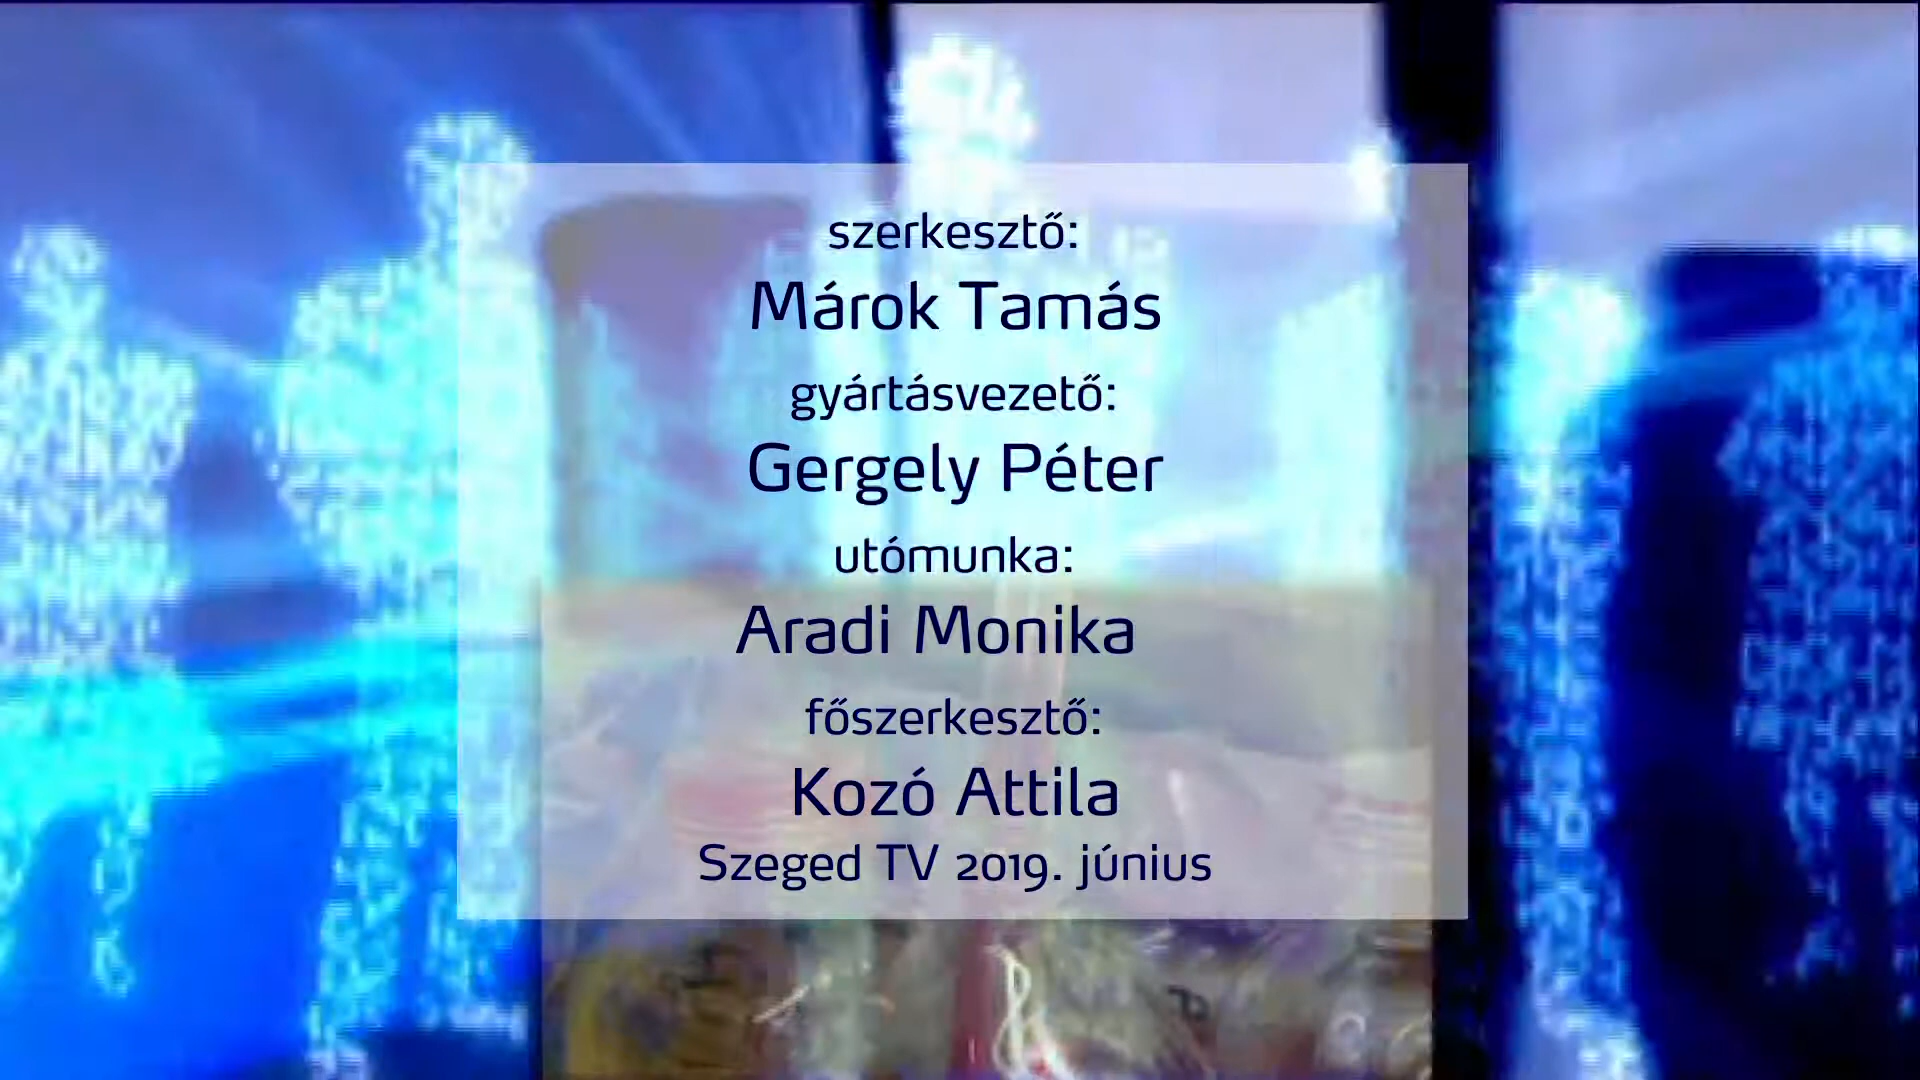 szerkesztő:
Márok Tamás
gyártásvezető:
Gergely Péter
utómunka:
Aradi Monika
főszerkesztő:
Kozó Attila
Szeged TV 2019. június